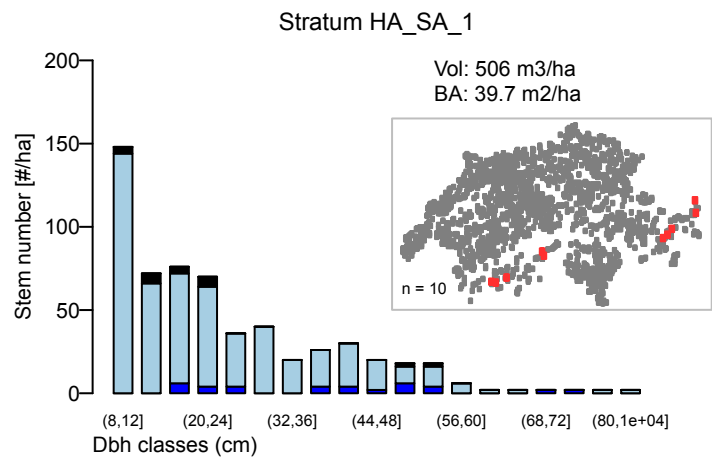 Stratum HA_SA_1
Vol: 506 m3/ha
BA: 39.7 m2/ha
200
150
100
50
0
Stem number [#/ha]
n = 10
(8,12] (20,24] (32,36] (44,48] (56,60] (68,72] (80,1e+04]
Dbh classes (cm)